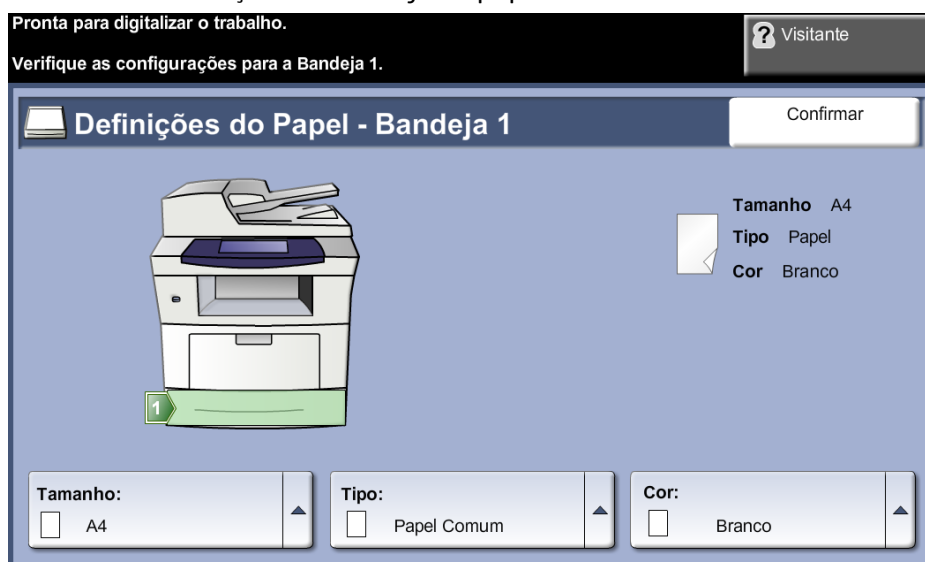 Pronta para digitalizar o trabalho.
Verifique as configurações para a Bandeja 1.
? Visitante
Definições do Papel - Bandeja 1
Confirmar
Tamanho A4
Tipo Papel
Cor Branco
1
Tamanho:
A4
Tipo:
Papel Comum
Cor:
Branco